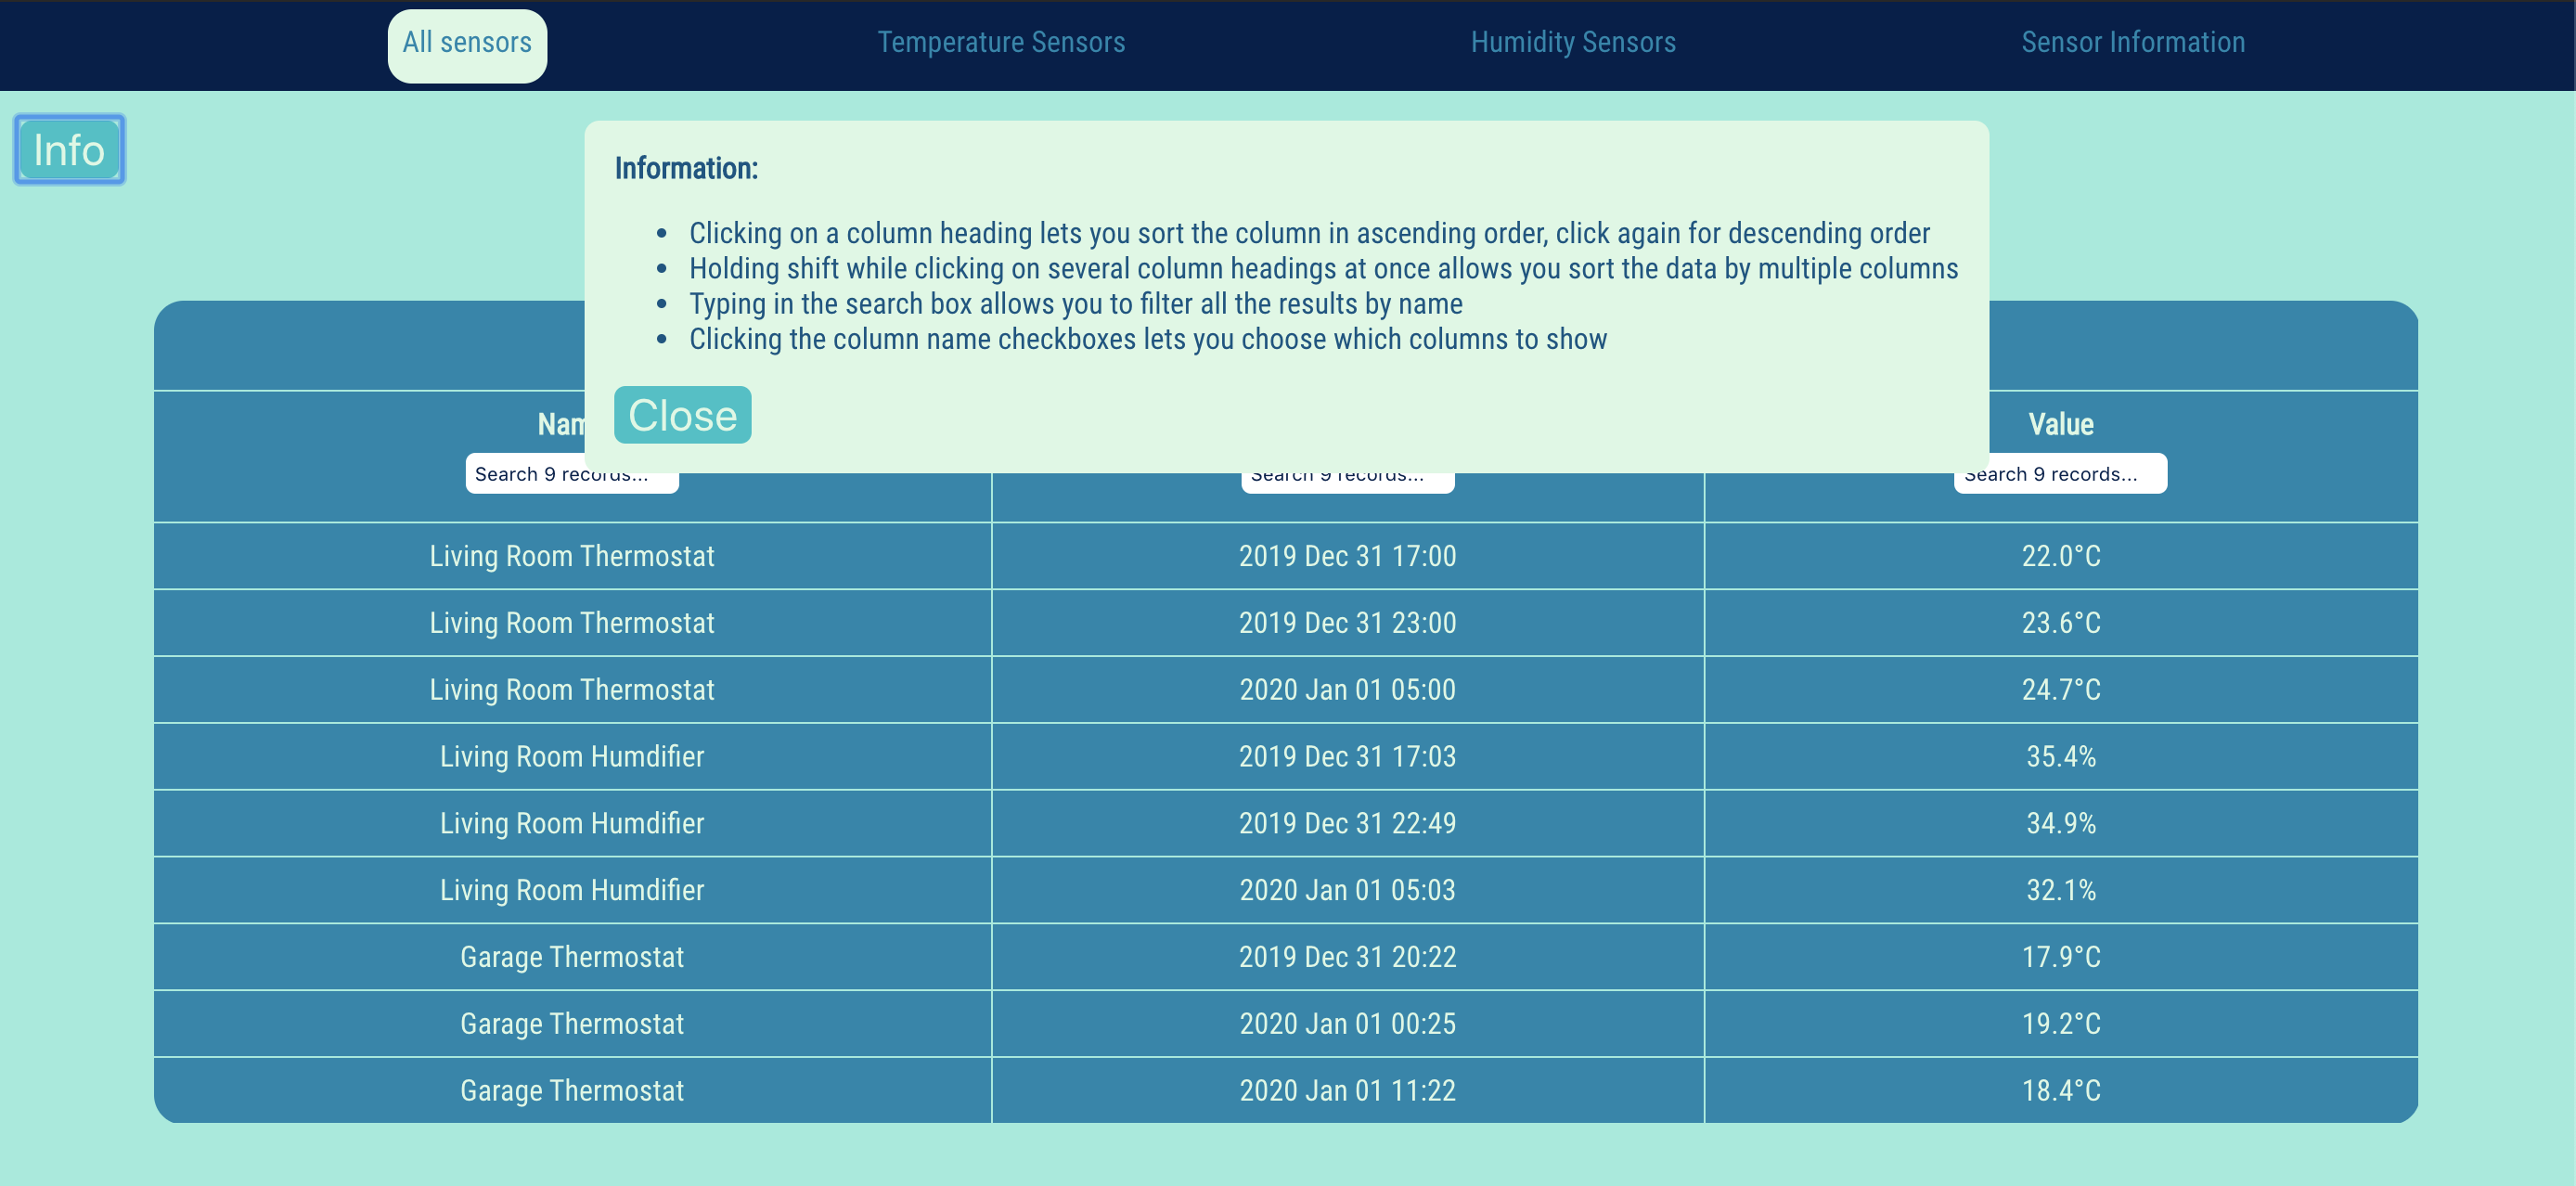 All sensors Temperature Sensors Humidity Sensors Sensor Information
Info
Information:
• Clicking on a column heading lets you sort the column in ascending order, click again for descending order
• Holding shift while clicking on several column headings at once allows you sort the data by multiple columns
• Typing in the search box allows you to filter all the results by name
• Clicking the column name checkboxes lets you choose which columns to show
Close
Nam Value
Search 9 records... Search 9 records... Search 9 records...
Living Room Thermostat 2019 Dec 31 17:00 22.0°C
Living Room Thermostat 2019 Dec 31 23:00 23.6°C
Living Room Thermostat 2020 Jan 01 05:00 24.7°C
Living Room Humdifier 2019 Dec 31 17:03 35.4%
Living Room Humdifier 2019 Dec 31 22:49 34.9%
Living Room Humdifier 2020 Jan 01 05:03 32.1%
Garage Thermostat 2019 Dec 31 20:22 17.9°C
Garage Thermostat 2020 Jan 01 00:25 19.2°C
Garage Thermostat 2020 Jan 01 11:22 18.4°C